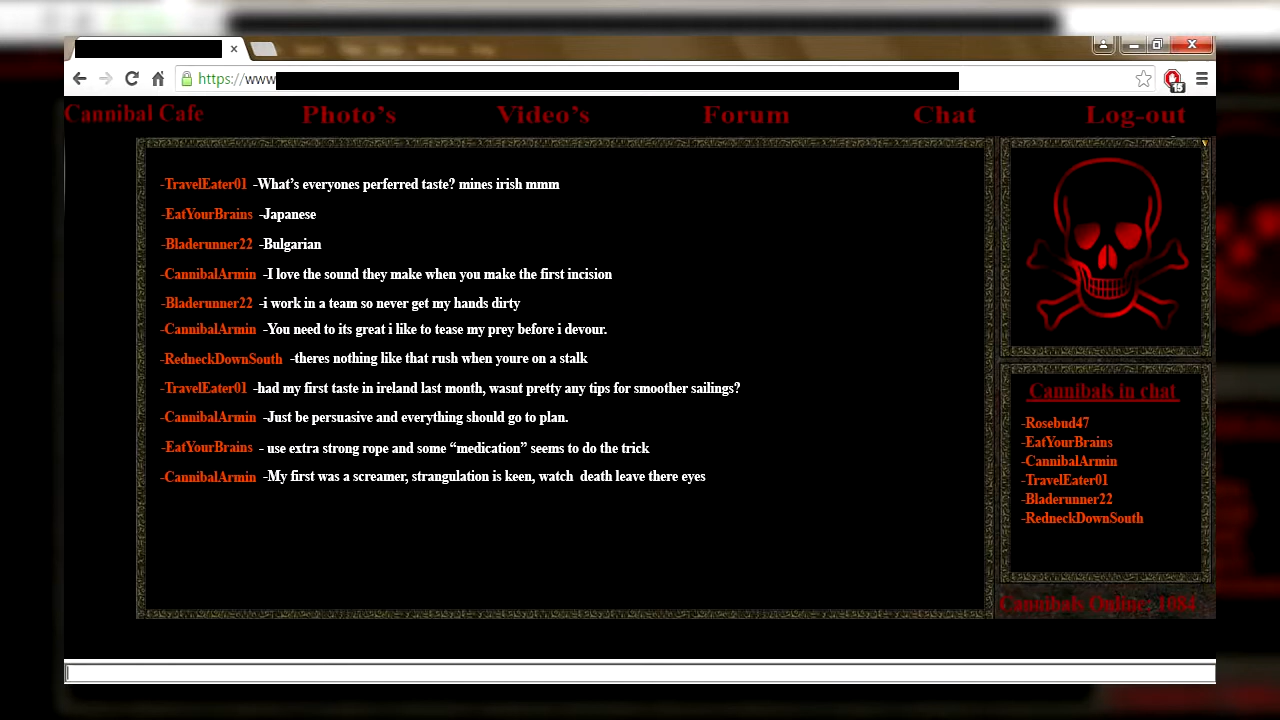 https://www
15
Cannibal Cafe Photo's Video's Forum Chat Log-out
-TravelEater01 -What's everyones perferred taste? mines irish mmm
-EatYourBrains -Japanese
-Bladerunner22 -Bulgarian
-CannibalArmin -I love the sound they make when you make the first incision
-Bladerunner22 -i work in a team so never get my hands dirty
-CannibalArmin -You need to its great i like to tease my prey before i devour.
-RedneckDownSouth -theres nothing like that rush when youre on a stalk
-TravelEater01 -had my first taste in ireland last month, wasnt pretty any tips for smoother sailings?
-CannibalArmin -Just be persuasive and everything should go to plan.
-EatYourBrains - use extra strong rope and some “medication” seems to do the trick
-CannibalArmin -My first was a screamer, strangulation is keen, watch death leave there eyes
Cannibals in chat
-Rosebud47
-EatYourBrains
-CannibalArmin
-TravelEater01
-Bladerunner22
-RedneckDownSouth
Cannibals Online: 1084